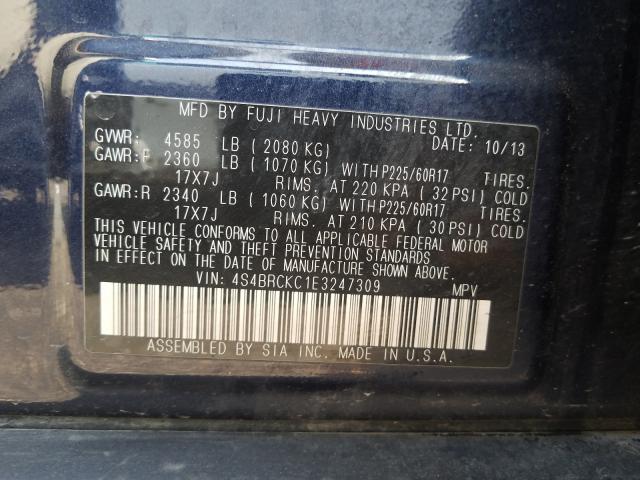 MFD BY FUJI HEAVY INDUSTRIES LTD.
GVWR: 4585 LB ( 2080 KG) DATE: 10/13
GAWR:F 2360 LB ( 1070 KG) WITH P225/60R17 TIRES.
17X7J RIMS. AT 220 KPA ( 32 PSI) COLD
GAWR:R 2340 LB ( 1060 KG) WITH P225/60R17 TIRES.
17X7J RIMS. AT 210 KPA ( 30 PSI) COLD
THIS VEHICLE CONFORMS TO ALL APPLICABLE FEDERAL MOTOR
VEHICLE SAFETY AND THEFT PREVENTION STANDARDS
IN EFFECT ON THE DATE OF MANUFACTURE SHOWN ABOVE.
VIN: 4S4BRCKC1E3247309 MPV
ASSEMBLED BY SIA INC. MADE IN U.S.A.